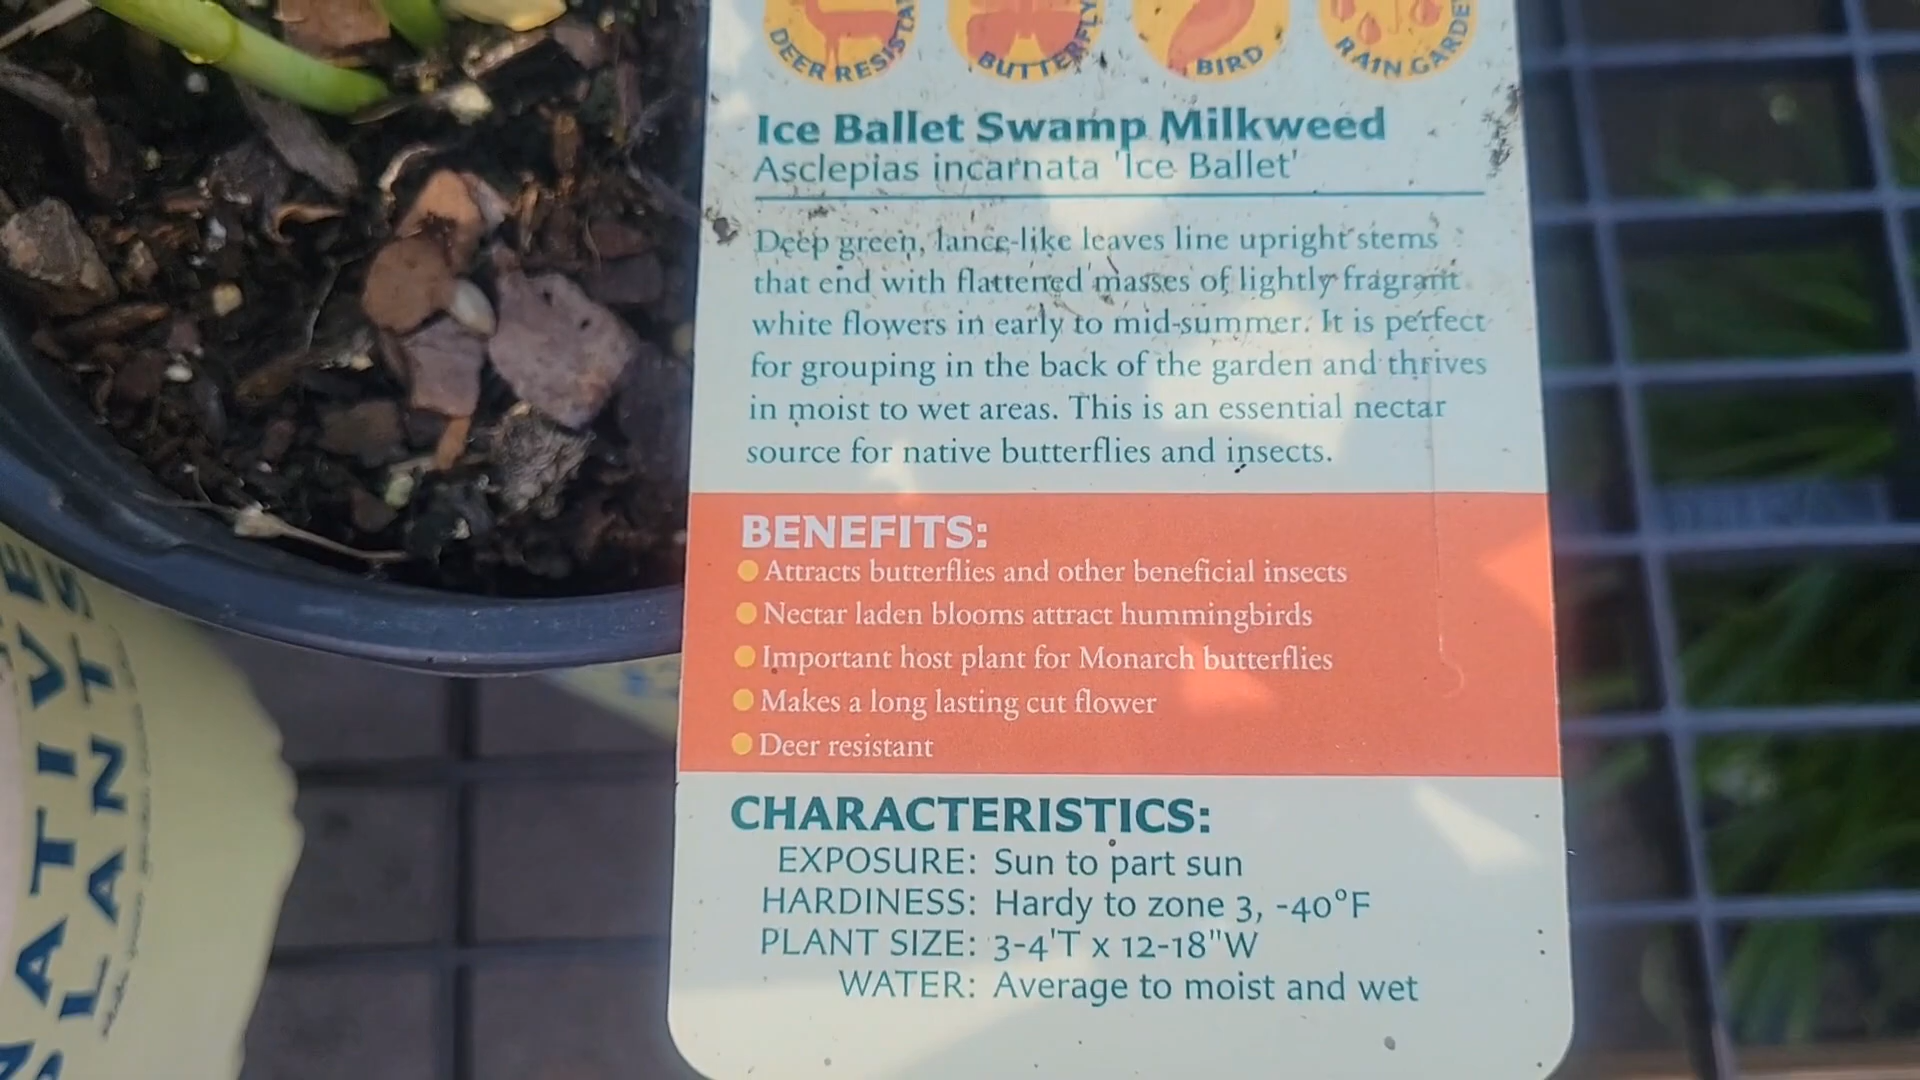 DEER RESISTA
BUTTERFLY
BIRD
RAIN GARDE
Ice Ballet Swamp Milkweed
Asclepias incarnata 'Ice Ballet'
Deep green, lance-like leaves line upright stems
that end with flattened masses of lightly fragrant
white flowers in early to mid-summer. It is perfect
for grouping in the back of the garden and thrives
in moist to wet areas. This is an essential nectar
source for native butterflies and insects.
BENEFITS:
Attracts butterflies and other beneficial insects
Nectar laden blooms attract hummingbirds
Important host plant for Monarch butterflies
Makes a long lasting cut flower
Deer resistant
CHARACTERISTICS:
EXPOSURE: Sun to part sun
HARDINESS: Hardy to zone 3, -40°F
PLANT SIZE: 3-4'T x 12-18"W
WATER: Average to moist and wet
NATIVE
PLANTS